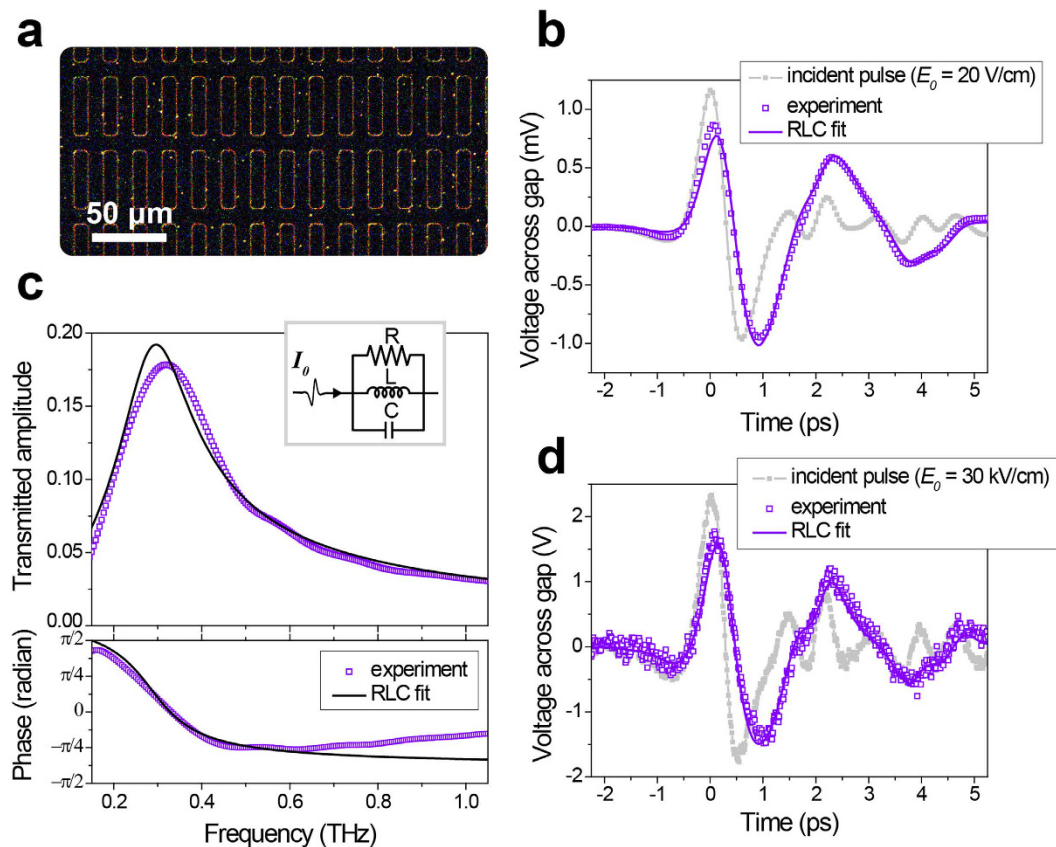 a
50 µm
b
incident pulse (E0 = 20 V/cm)
experiment
RLC fit
Voltage across gap (mV)
1.0
0.5
0.0
-0.5
-1.0
-2 -1 0 1 2 3 4 5
Time (ps)
c
Transmitted amplitude
0.20
0.15
0.10
0.05
0.00
I0
R
L
C
Phase (radian)
π/2
π/4
0
−π/4
−π/2
experiment
RLC fit
0.2 0.4 0.6 0.8 1.0
Frequency (THz)
d
incident pulse (E0 = 30 kV/cm)
experiment
RLC fit
Voltage across gap (V)
2
1
0
-1
-2
-2 -1 0 1 2 3 4 5
Time (ps)